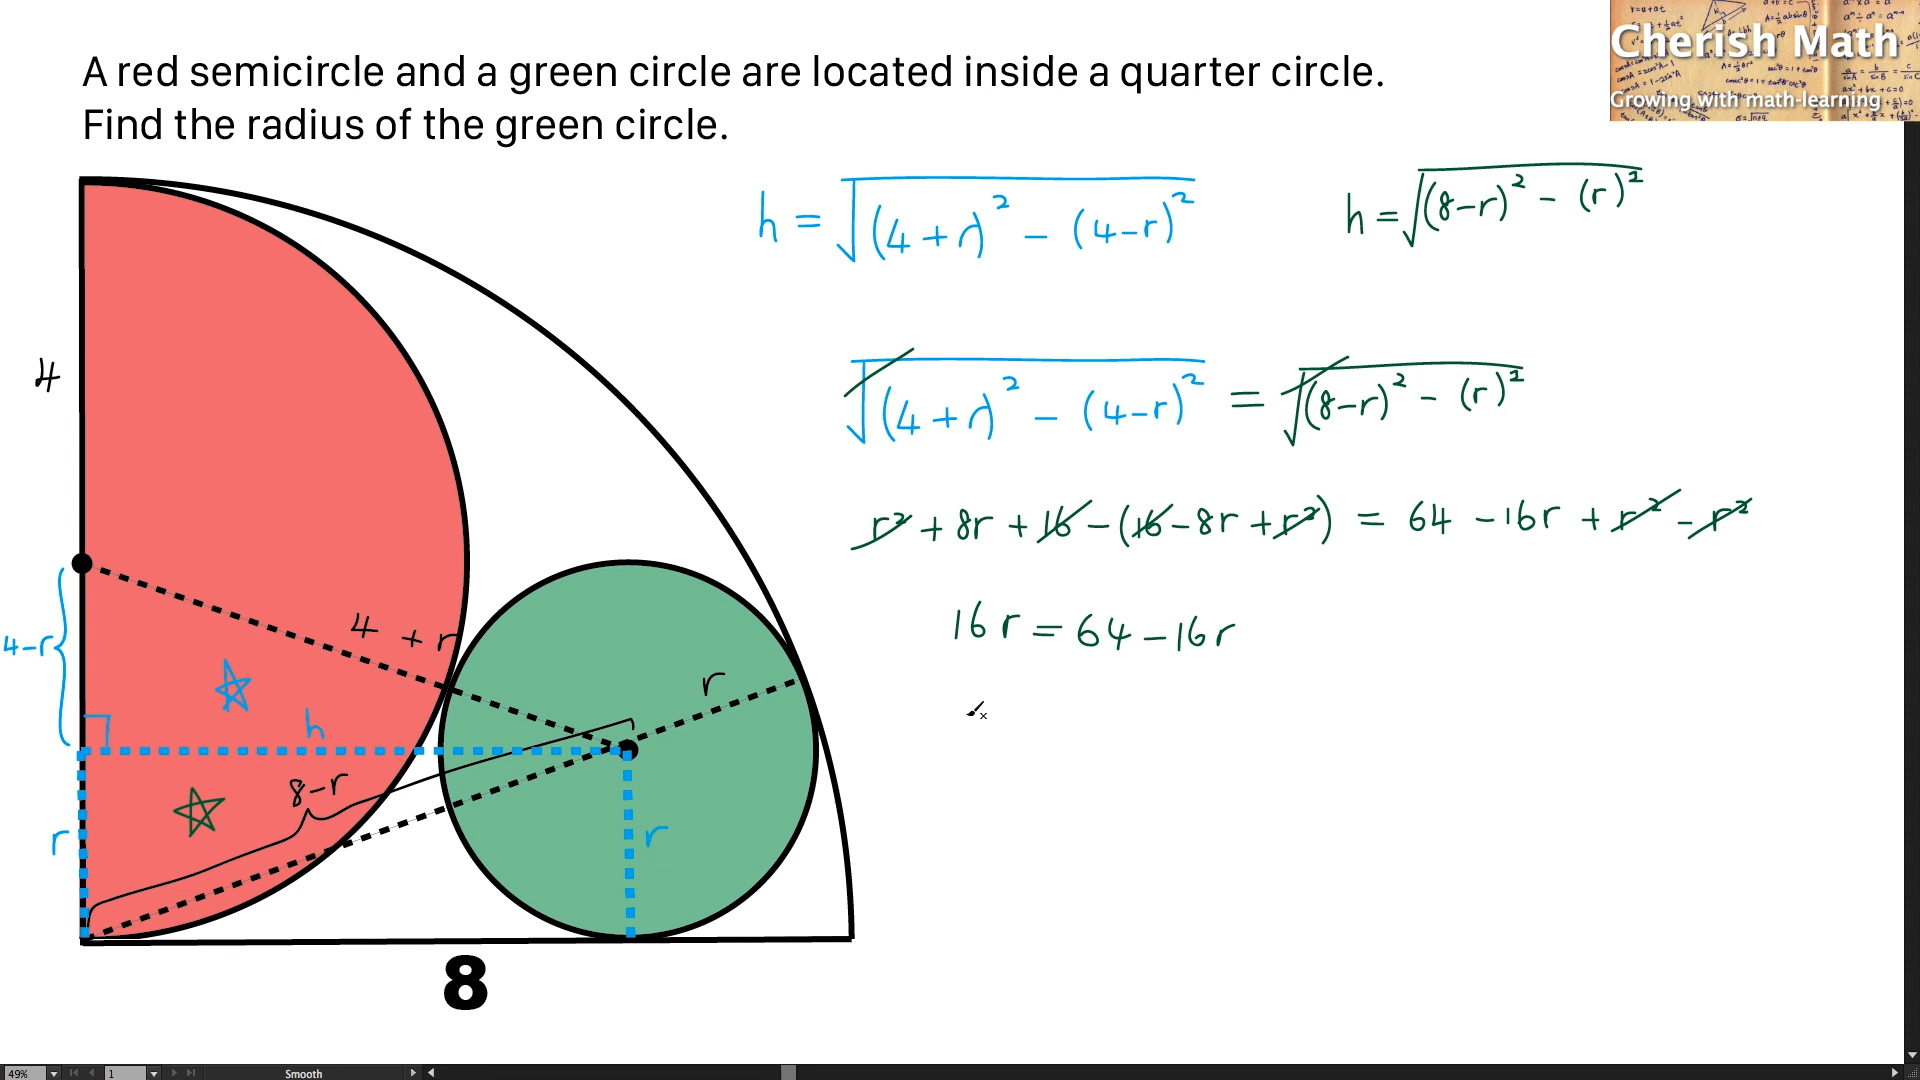 Cherish Math
Growing with math-learning
A red semicircle and a green circle are located inside a quarter circle.
Find the radius of the green circle.
h = √(4+r)² − (4−r)²
h = √(8−r)² − (r)²
√(4+r)² − (4−r)² = √(8−r)² − (r)²
r² + 8r + 16 − (16 − 8r + r²) = 64 − 16r + r² − r²
16r = 64 − 16r
4
4 + r
4−r
r
h
8−r
r
r
8
49%
1
Smooth